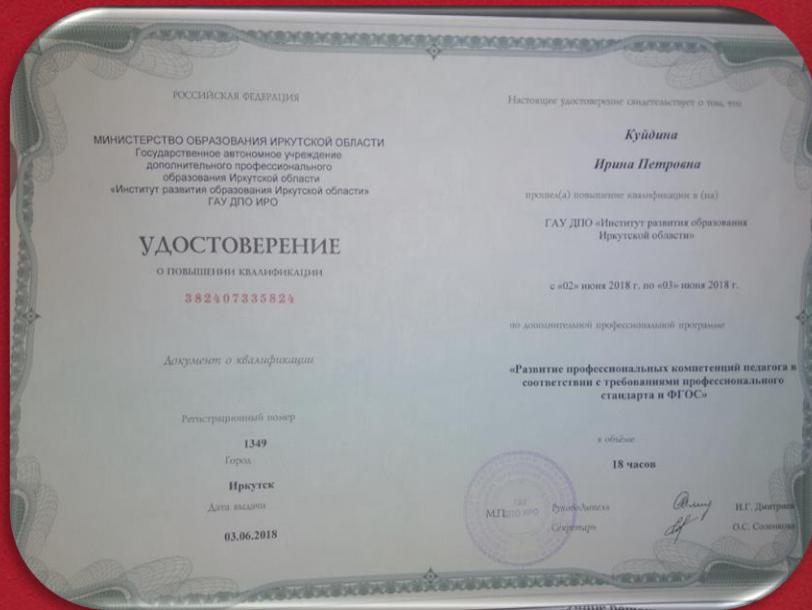 РОССИЙСКАЯ ФЕДЕРАЦИЯ
МИНИСТЕРСТВО ОБРАЗОВАНИЯ ИРКУТСКОЙ ОБЛАСТИ
Государственное автономное учреждение
дополнительного профессионального
образования Иркутской области
«Институт развития образования Иркутской области»
ГАУ ДПО ИРО
УДОСТОВЕРЕНИЕ
О ПОВЫШЕНИИ КВАЛИФИКАЦИИ
382407335824
Документ о квалификации
Регистрационный номер
1349
Город
Иркутск
Дата выдачи
03.06.2018
Настоящее удостоверение свидетельствует о том, что
Куйдина
Ирина Петровна
прошел(а) повышение квалификации в (на)
ГАУ ДПО «Институт развития образования
Иркутской области»
с «02» июня 2018 г. по «03» июня 2018 г.
по дополнительной профессиональной программе
«Развитие профессиональных компетенций педагога в
соответствии с требованиями профессионального
стандарта и ФГОС»
в объёме
18 часов
М.П.
ДПО ИРО
Руководитель
И.Г. Дмитриев
Секретарь
О.С.